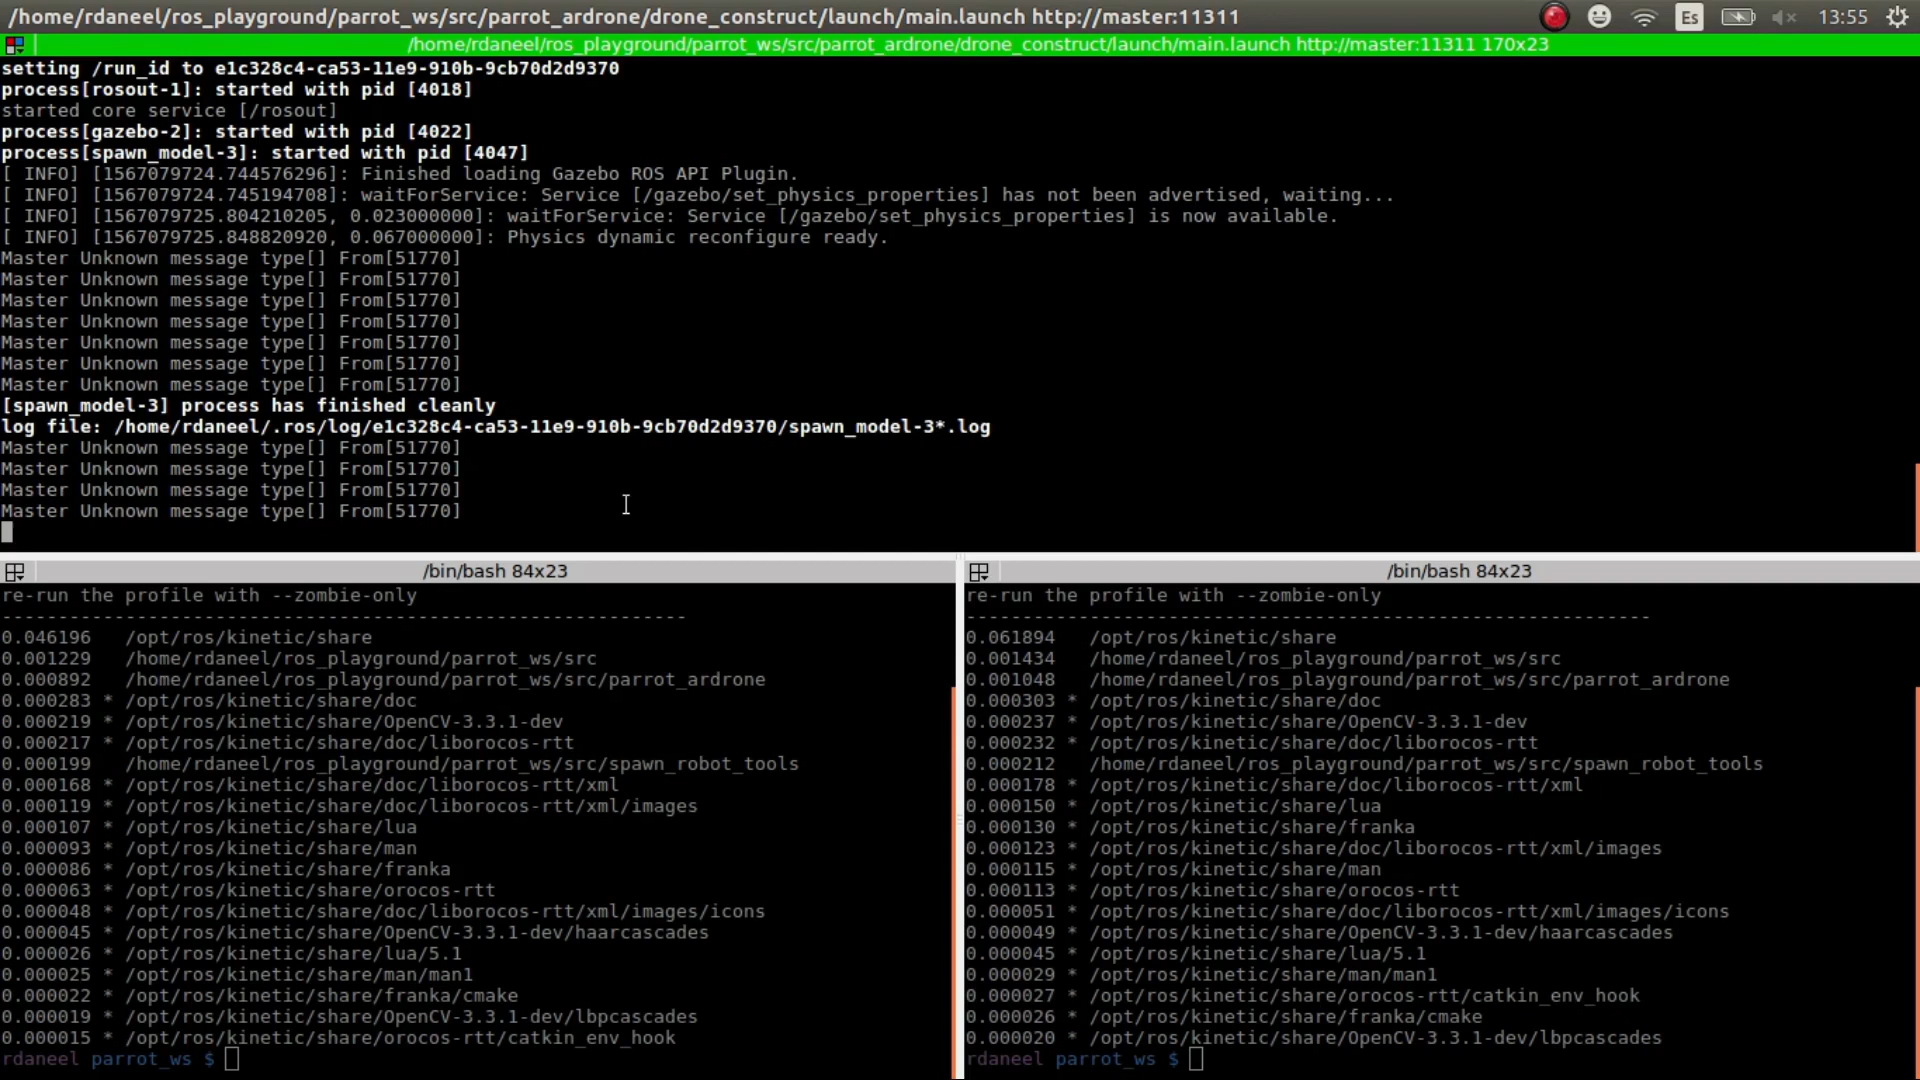 /home/rdaneel/ros_playground/parrot_ws/src/parrot_ardrone/drone_construct/launch/main.launch http://master:11311
Es
13:55
/home/rdaneel/ros_playground/parrot_ws/src/parrot_ardrone/drone_construct/launch/main.launch http://master:11311 170x23
setting /run_id to e1c328c4-ca53-11e9-910b-9cb70d2d9370
process[rosout-1]: started with pid [4018]
started core service [/rosout]
process[gazebo-2]: started with pid [4022]
process[spawn_model-3]: started with pid [4047]
[ INFO] [1567079724.744576296]: Finished loading Gazebo ROS API Plugin.
[ INFO] [1567079724.745194708]: waitForService: Service [/gazebo/set_physics_properties] has not been advertised, waiting...
[ INFO] [1567079725.804210205, 0.023000000]: waitForService: Service [/gazebo/set_physics_properties] is now available.
[ INFO] [1567079725.848820920, 0.067000000]: Physics dynamic reconfigure ready.
Master Unknown message type[] From[51770]
Master Unknown message type[] From[51770]
Master Unknown message type[] From[51770]
Master Unknown message type[] From[51770]
Master Unknown message type[] From[51770]
Master Unknown message type[] From[51770]
Master Unknown message type[] From[51770]
[spawn_model-3] process has finished cleanly
log file: /home/rdaneel/.ros/log/e1c328c4-ca53-11e9-910b-9cb70d2d9370/spawn_model-3*.log
Master Unknown message type[] From[51770]
Master Unknown message type[] From[51770]
Master Unknown message type[] From[51770]
Master Unknown message type[] From[51770]
/bin/bash 84x23
re-run the profile with --zombie-only
-------------------------------------------------------------
0.046196   /opt/ros/kinetic/share
0.001229   /home/rdaneel/ros_playground/parrot_ws/src
0.000892   /home/rdaneel/ros_playground/parrot_ws/src/parrot_ardrone
0.000283 * /opt/ros/kinetic/share/doc
0.000219 * /opt/ros/kinetic/share/OpenCV-3.3.1-dev
0.000217 * /opt/ros/kinetic/share/doc/liborocos-rtt
0.000199   /home/rdaneel/ros_playground/parrot_ws/src/spawn_robot_tools
0.000168 * /opt/ros/kinetic/share/doc/liborocos-rtt/xml
0.000119 * /opt/ros/kinetic/share/doc/liborocos-rtt/xml/images
0.000107 * /opt/ros/kinetic/share/lua
0.000093 * /opt/ros/kinetic/share/man
0.000086 * /opt/ros/kinetic/share/franka
0.000063 * /opt/ros/kinetic/share/orocos-rtt
0.000048 * /opt/ros/kinetic/share/doc/liborocos-rtt/xml/images/icons
0.000045 * /opt/ros/kinetic/share/OpenCV-3.3.1-dev/haarcascades
0.000026 * /opt/ros/kinetic/share/lua/5.1
0.000025 * /opt/ros/kinetic/share/man/man1
0.000022 * /opt/ros/kinetic/share/franka/cmake
0.000019 * /opt/ros/kinetic/share/OpenCV-3.3.1-dev/lbpcascades
0.000015 * /opt/ros/kinetic/share/orocos-rtt/catkin_env_hook
rdaneel parrot_ws $
/bin/bash 84x23
re-run the profile with --zombie-only
-------------------------------------------------------------
0.061894   /opt/ros/kinetic/share
0.001434   /home/rdaneel/ros_playground/parrot_ws/src
0.001048   /home/rdaneel/ros_playground/parrot_ws/src/parrot_ardrone
0.000303 * /opt/ros/kinetic/share/doc
0.000237 * /opt/ros/kinetic/share/OpenCV-3.3.1-dev
0.000232 * /opt/ros/kinetic/share/doc/liborocos-rtt
0.000212   /home/rdaneel/ros_playground/parrot_ws/src/spawn_robot_tools
0.000178 * /opt/ros/kinetic/share/doc/liborocos-rtt/xml
0.000150 * /opt/ros/kinetic/share/lua
0.000130 * /opt/ros/kinetic/share/franka
0.000123 * /opt/ros/kinetic/share/doc/liborocos-rtt/xml/images
0.000115 * /opt/ros/kinetic/share/man
0.000113 * /opt/ros/kinetic/share/orocos-rtt
0.000051 * /opt/ros/kinetic/share/doc/liborocos-rtt/xml/images/icons
0.000049 * /opt/ros/kinetic/share/OpenCV-3.3.1-dev/haarcascades
0.000045 * /opt/ros/kinetic/share/lua/5.1
0.000029 * /opt/ros/kinetic/share/man/man1
0.000027 * /opt/ros/kinetic/share/orocos-rtt/catkin_env_hook
0.000026 * /opt/ros/kinetic/share/franka/cmake
0.000020 * /opt/ros/kinetic/share/OpenCV-3.3.1-dev/lbpcascades
rdaneel parrot_ws $